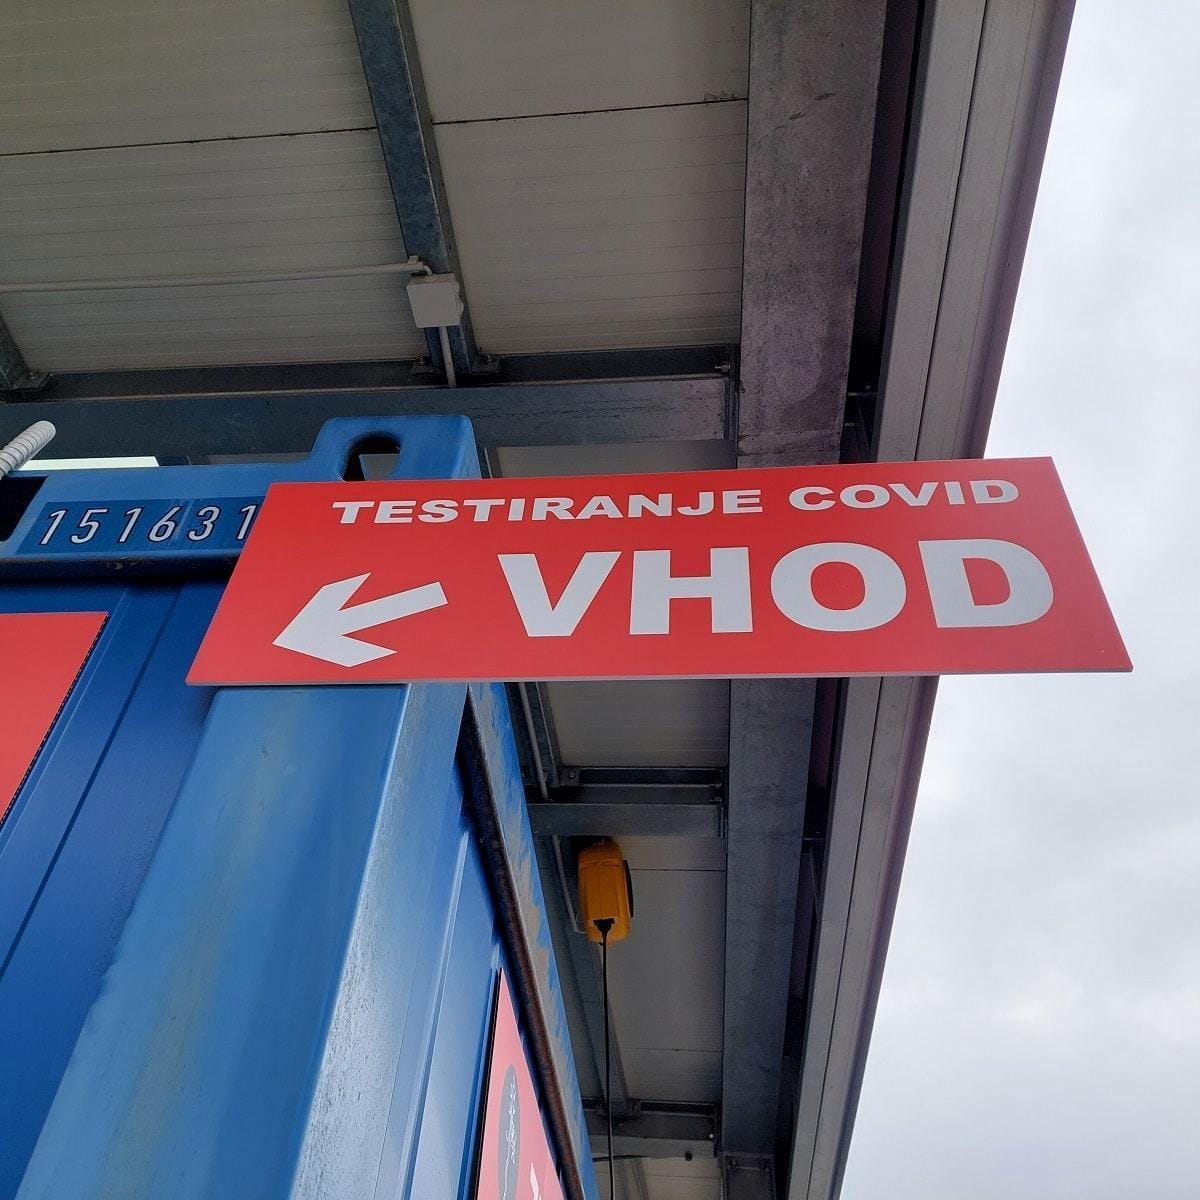 151631
TESTIRANJE COVID
VHOD